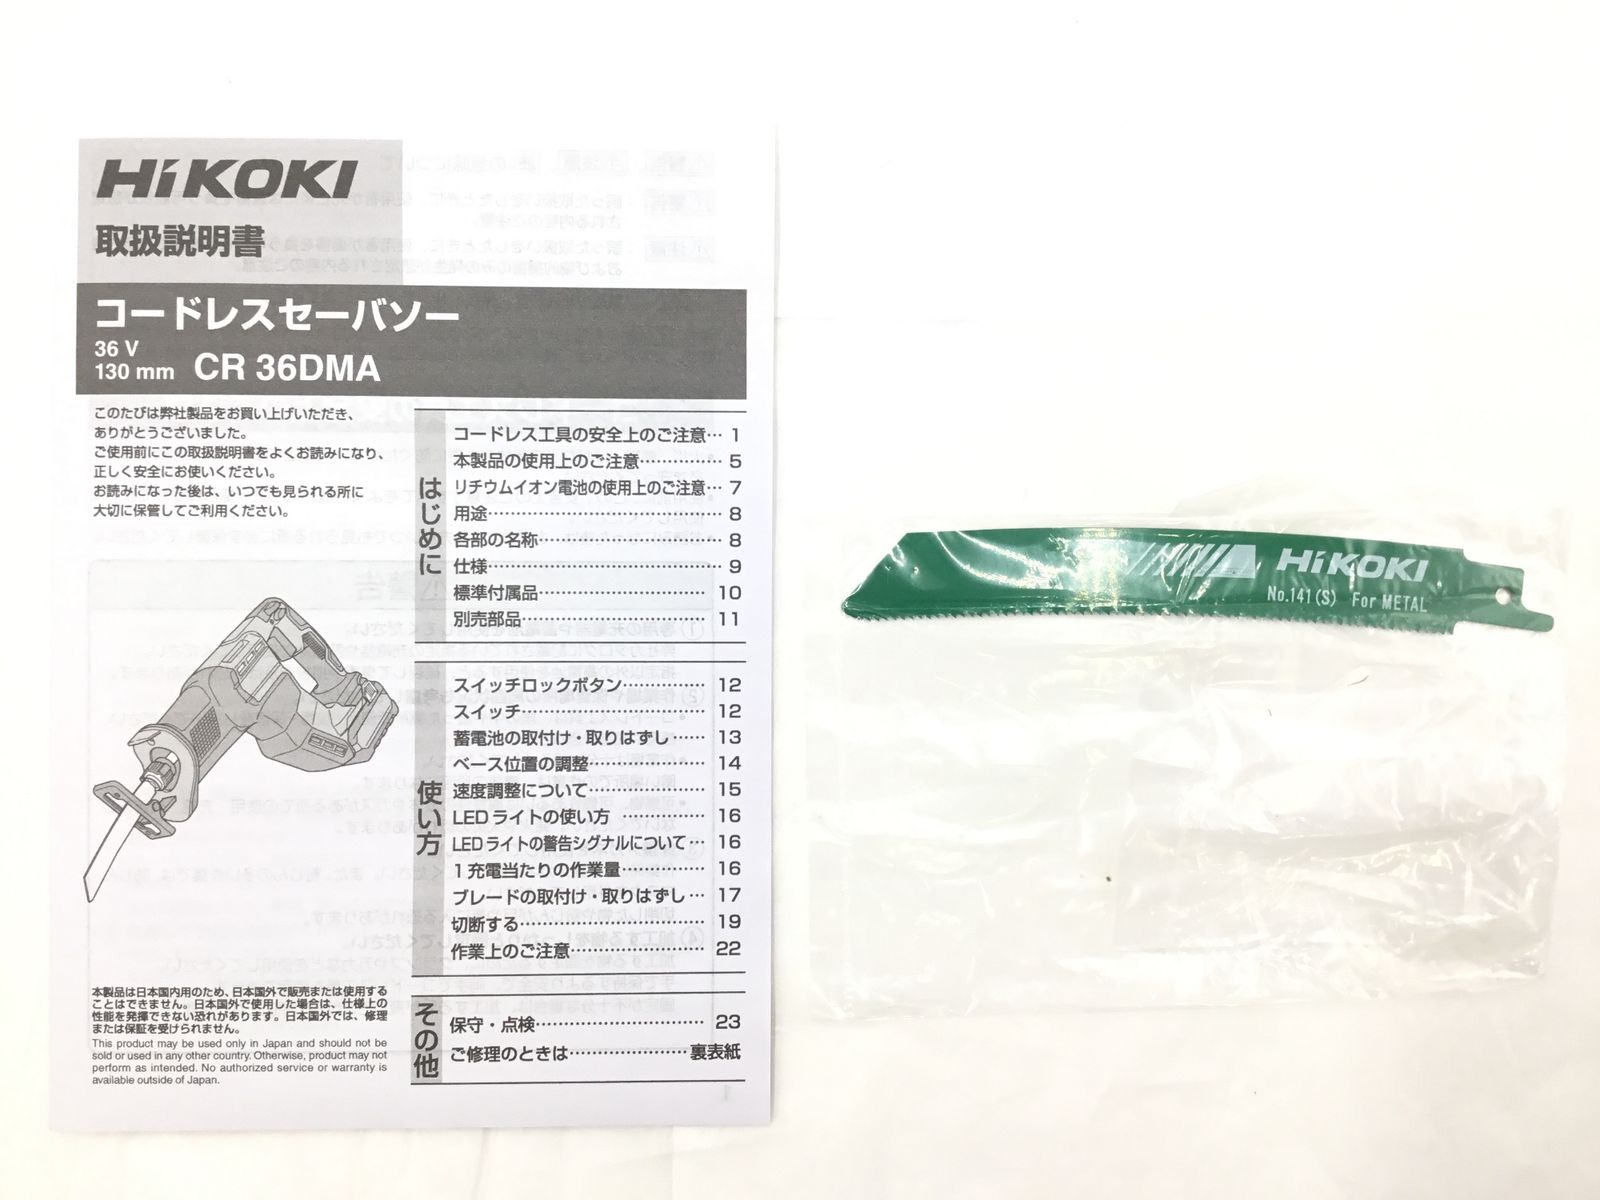 HiKOKI
取扱説明書
コードレスセーバソー
36 V
130 mm CR 36DMA
このたびは弊社製品をお買い上げいただき、
ありがとうございました。
ご使用前にこの取扱説明書をよくお読みになり、
正しく安全にお使いください。
お読みになった後は、いつでも見られる所に
大切に保管してご利用ください。
はじめに
コードレス工具の安全上のご注意… 1
本製品の使用上のご注意…………… 5
リチウムイオン電池の使用上のご注意… 7
用途……………………………… 8
各部の名称……………………… 8
仕様……………………………… 9
標準付属品……………………… 10
別売部品………………………… 11
使い方
スイッチロックボタン…………… 12
スイッチ………………………… 12
蓄電池の取付け・取りはずし…… 13
ベース位置の調整……………… 14
速度調整について……………… 15
LEDライトの使い方 …………… 16
LEDライトの警告シグナルについて… 16
1充電当たりの作業量…………… 16
ブレードの取付け・取りはずし… 17
切断する………………………… 19
作業上のご注意………………… 22
その他
保守・点検……………………… 23
ご修理のときは………………… 裏表紙
本製品は日本国内用のため、日本国外で販売または使用する
ことはできません。日本国外で使用した場合は、仕様上の
性能を発揮できない恐れがあります。日本国外では、修理
または保証を受けられません。
This product may be used only in Japan and should not be
sold or used in any other country. Otherwise, product may not
perform as intended. No authorized service or warranty is
available outside of Japan.
HiKOKI
No.141(S) For METAL